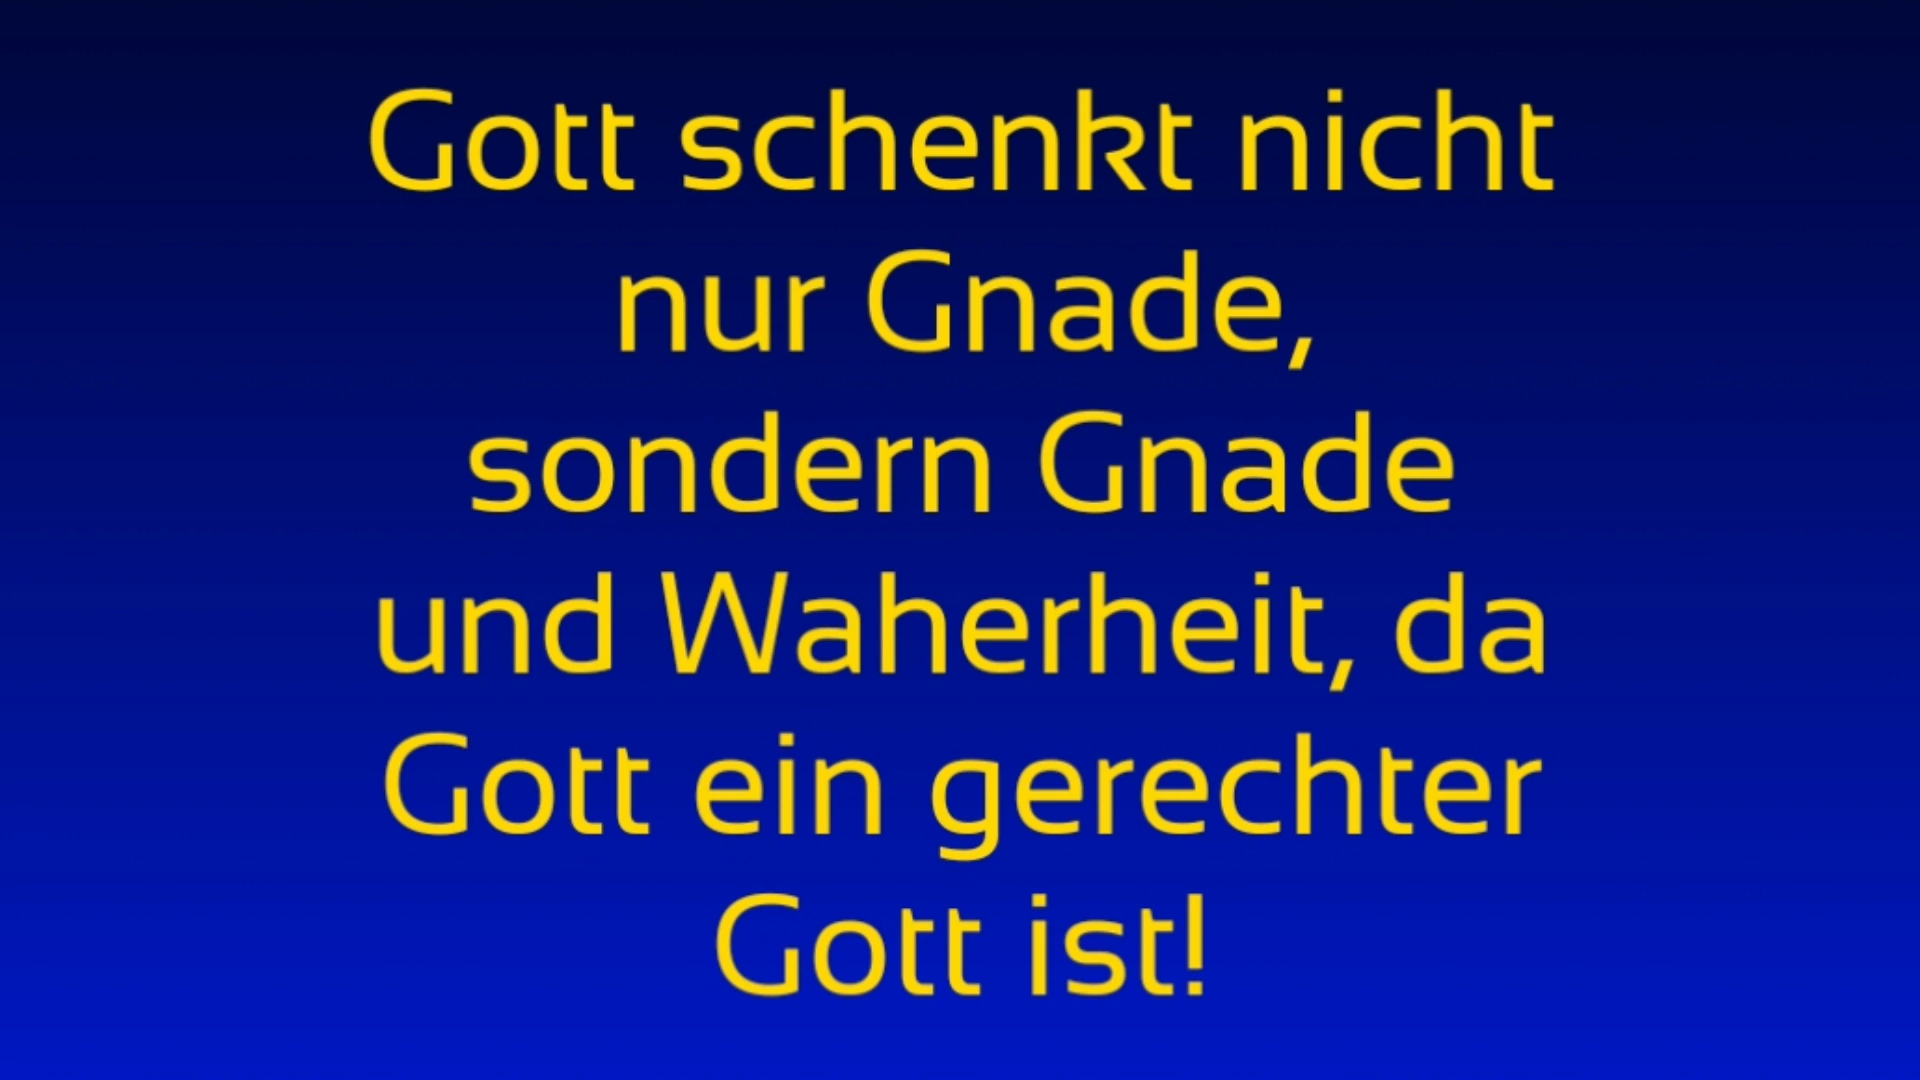 Gott schenkt nicht
nur Gnade,
sondern Gnade
und Waherheit, da
Gott ein gerechter
Gott ist!